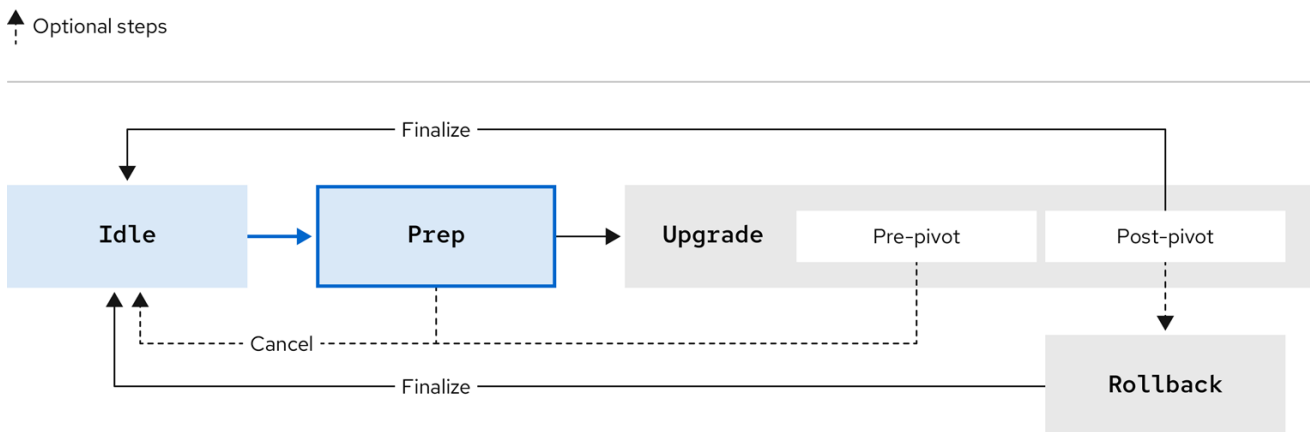 Optional steps
Finalize
Idle
Prep
Upgrade
Pre-pivot
Post-pivot
Cancel
Finalize
Rollback